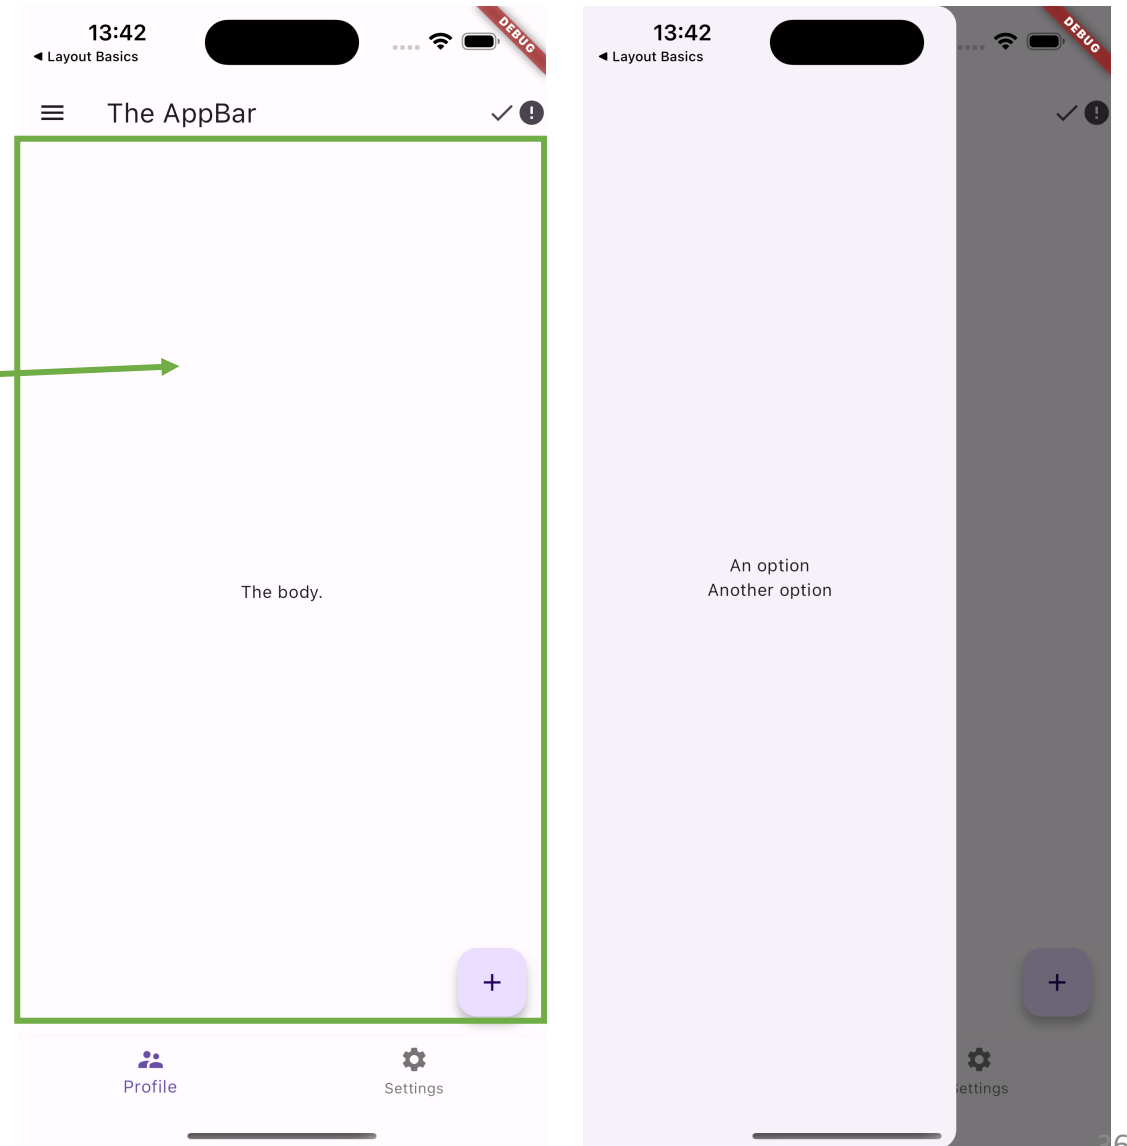 13:42
◀ Layout Basics
DEBUG
The AppBar
The body.
Profile
Settings
13:42
◀ Layout Basics
DEBUG
An option
Another option
ettings
36